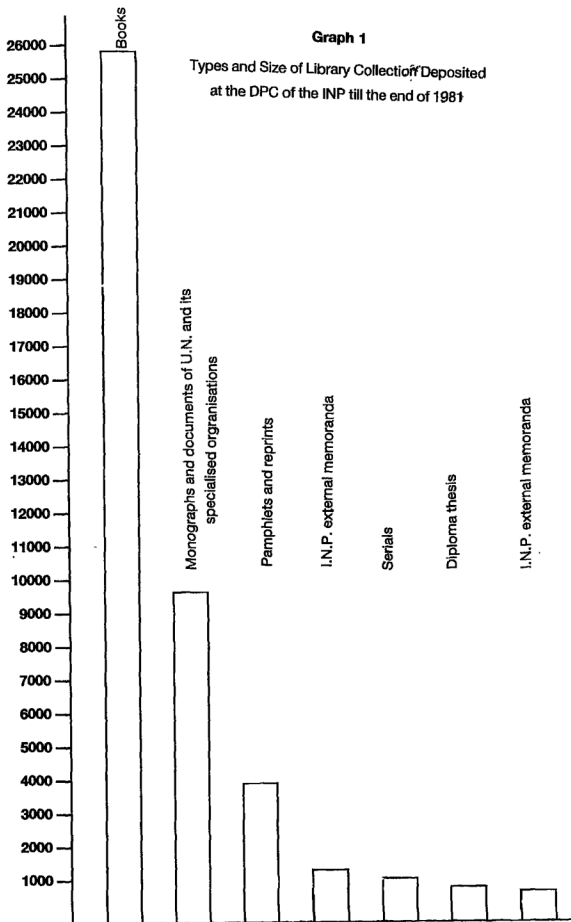 Graph 1
Types and Size of Library Collection Deposited
at the DPC of the INP till the end of 1981
26000
25000
24000
23000
22000
21000
20000
19000
18000
17000
16000
15000
14000
13000
12000
11000
10000
9000
8000
7000
6000
5000
4000
3000
2000
1000
Books
Monographs and documents of U.N. and its
specialised orgranisations
Pamphlets and reprints
I.N.P. external memoranda
Serials
Diploma thesis
I.N.P. external memoranda